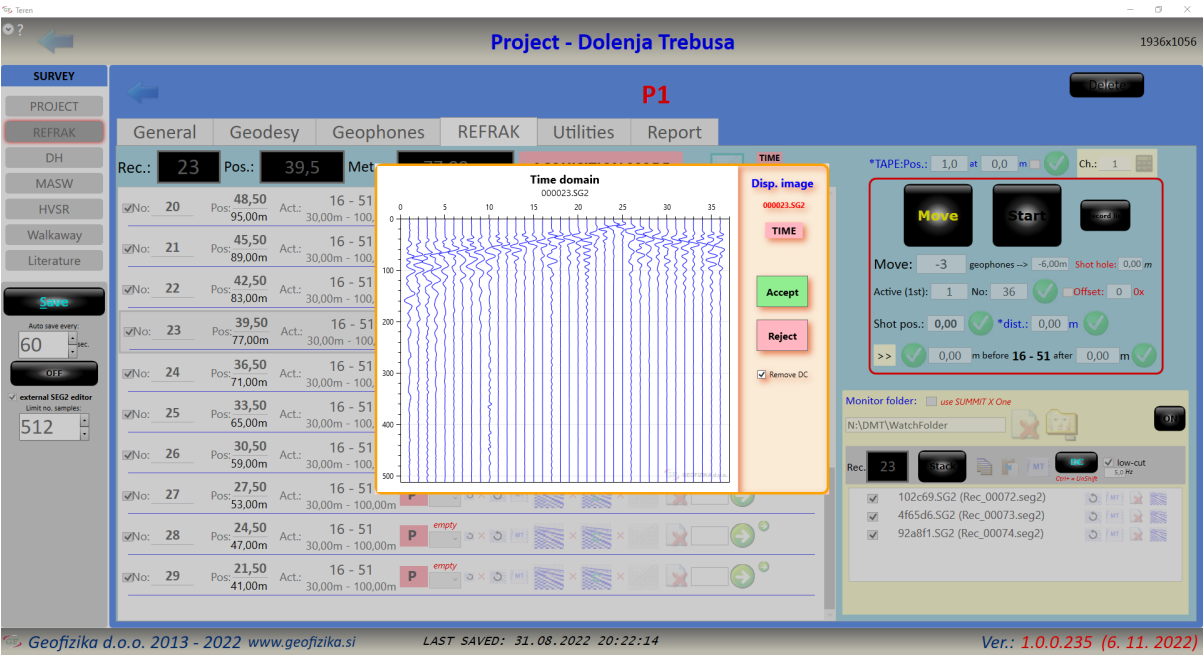 Teren
?
Project - Dolenja Trebusa
1936x1056
SURVEY
PROJECT
REFRAK
DH
MASW
HVSR
Walkaway
Literature
Save
Auto save every:
60 sec.
OFF
external SEG2 editor
Limit no. samples:
512
P1
Delete
General Geodesy Geophones REFRAK Utilities Report
Rec.: 23 Pos.: 39,5 Met
TIME
No: 20 Pos: 48,50 Act.: 16 - 51
95,00m 30,00m - 100,
No: 21 Pos: 45,50 Act.: 16 - 51
89,00m 30,00m - 100,
No: 22 Pos: 42,50 Act.: 16 - 51
83,00m 30,00m - 100,
No: 23 Pos: 39,50 Act.: 16 - 51
77,00m 30,00m - 100,
No: 24 Pos: 36,50 Act.: 16 - 51
71,00m 30,00m - 100,
No: 25 Pos: 33,50 Act.: 16 - 51
65,00m 30,00m - 100,
No: 26 Pos: 30,50 Act.: 16 - 51
59,00m 30,00m - 100,
No: 27 Pos: 27,50 Act.: 16 - 51 P
53,00m 30,00m - 100,00m
No: 28 Pos: 24,50 Act.: 16 - 51 P empty MT
47,00m 30,00m - 100,00m
No: 29 Pos: 21,50 Act.: 16 - 51 P empty MT
41,00m 30,00m - 100,00m
Time domain
000023.SG2
0 5 10 15 20 25 30 35
0
100
200
300
400
500
GEOFIZIKA d.o.o.
Disp. image
000023.SG2
TIME
Accept
Reject
Remove DC
*TAPE:Pos.: 1,0 at 0,0 m Ch.: 1
Move Start
Move: -3 geophones --> -6,00m Shot hole: 0,00 m
Active (1st): 1 No: 36 Offset: 0 0x
Shot pos.: 0,00 *dist.: 0,00 m
>> 0,00 m before 16 - 51 after 0,00 m
Monitor folder: use SUMMIT X One
N:\DMT\WatchFolder ON
Rec. 23 Stack MT low-cut
5,0 Hz
Ctrl+ = UnShift
102c69.SG2 (Rec_00072.seg2) MT
4f65d6.SG2 (Rec_00073.seg2) MT
92a8f1.SG2 (Rec_00074.seg2) MT
Geofizika d.o.o. 2013 - 2022 www.geofizika.si
LAST SAVED: 31.08.2022 20:22:14
Ver.: 1.0.0.235 (6. 11. 2022)